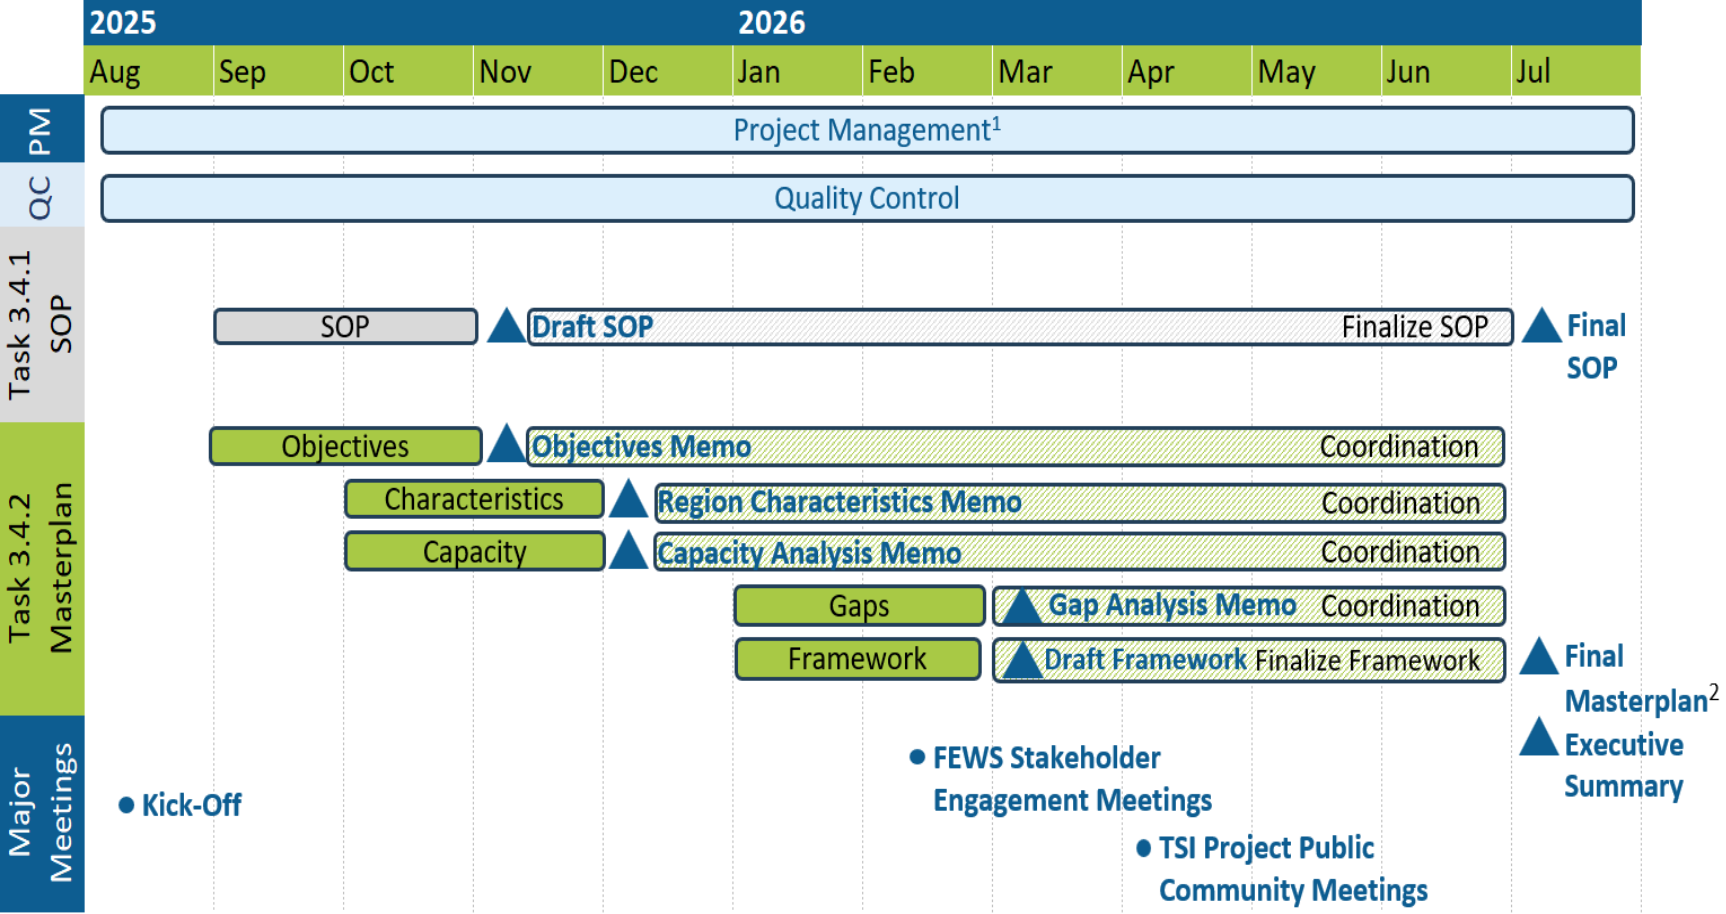 2025 2026
Aug Sep Oct Nov Dec Jan Feb Mar Apr May Jun Jul
PM
Project Management¹
QC
Quality Control
Task 3.4.1
SOP
SOP Draft SOP Finalize SOP Final
SOP
Task 3.4.2
Masterplan
Objectives Objectives Memo Coordination
Characteristics Region Characteristics Memo Coordination
Capacity Capacity Analysis Memo Coordination
Gaps Gap Analysis Memo Coordination
Framework Draft Framework Finalize Framework Final
Masterplan²
Executive
Summary
Major
Meetings
Kick-Off
FEWS Stakeholder
Engagement Meetings
TSI Project Public
Community Meetings